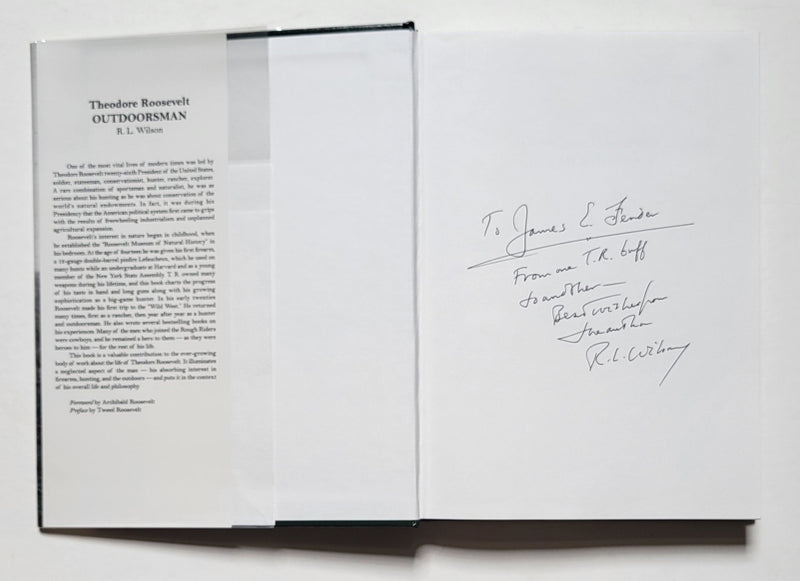 Theodore Roosevelt
OUTDOORSMAN
R. L. Wilson
One of the most vital lives of modern times was led by
Theodore Roosevelt twenty-sixth President of the United States,
soldier, statesman, conservationist, hunter, rancher, explorer.
A rare combination of sportsman and naturalist, he was as
serious about his hunting as he was about conservation of the
world's natural endowments. In fact, it was during his
Presidency that the American political system first came to grips
with the results of freewheeling industrialism and unplanned
agricultural expansion.
Roosevelt's interest in nature began in childhood, when
he established the "Roosevelt Museum of Natural History" in
his bedroom. At the age of fourteen he was given his first firearm,
a 12-gauge double-barrel pinfire Lefaucheux, which he used on
many hunts while an undergraduate at Harvard and as a young
member of the New York State Assembly. T. R. owned many
weapons during his lifetime, and this book charts the progress
of his taste in hand and long guns along with his growing
sophistication as a big-game hunter. In his early twenties
Roosevelt made his first trip to the "Wild West." He returned
many times, first as a rancher, then year after year as a hunter
and outdoorsman. He also wrote several bestselling books on
his experiences. Many of the men who joined the Rough Riders
were cowboys, and he remained a hero to them — as they were
heroes to him — for the rest of his life.
This book is a valuable contribution to the ever-growing
body of work about the life of Theodore Roosevelt. It illuminates
a neglected aspect of the man — his absorbing interest in
firearms, hunting, and the outdoors — and puts it in the context
of his overall life and philosophy.
Foreword by Archibald Roosevelt
Preface by Tweed Roosevelt
To James E. Fender
From one T.R. buff
to another—
Best wishes from
the author
R.L. Wilson